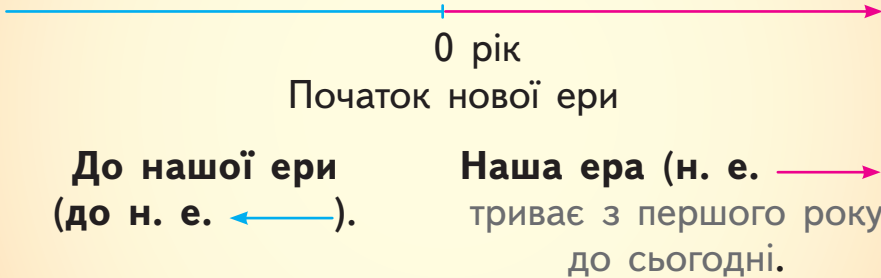 0 рік
Початок нової ери
До нашої ери
(до н. е. ).
Наша ера (н. е.
триває з першого року
до сьогодні.